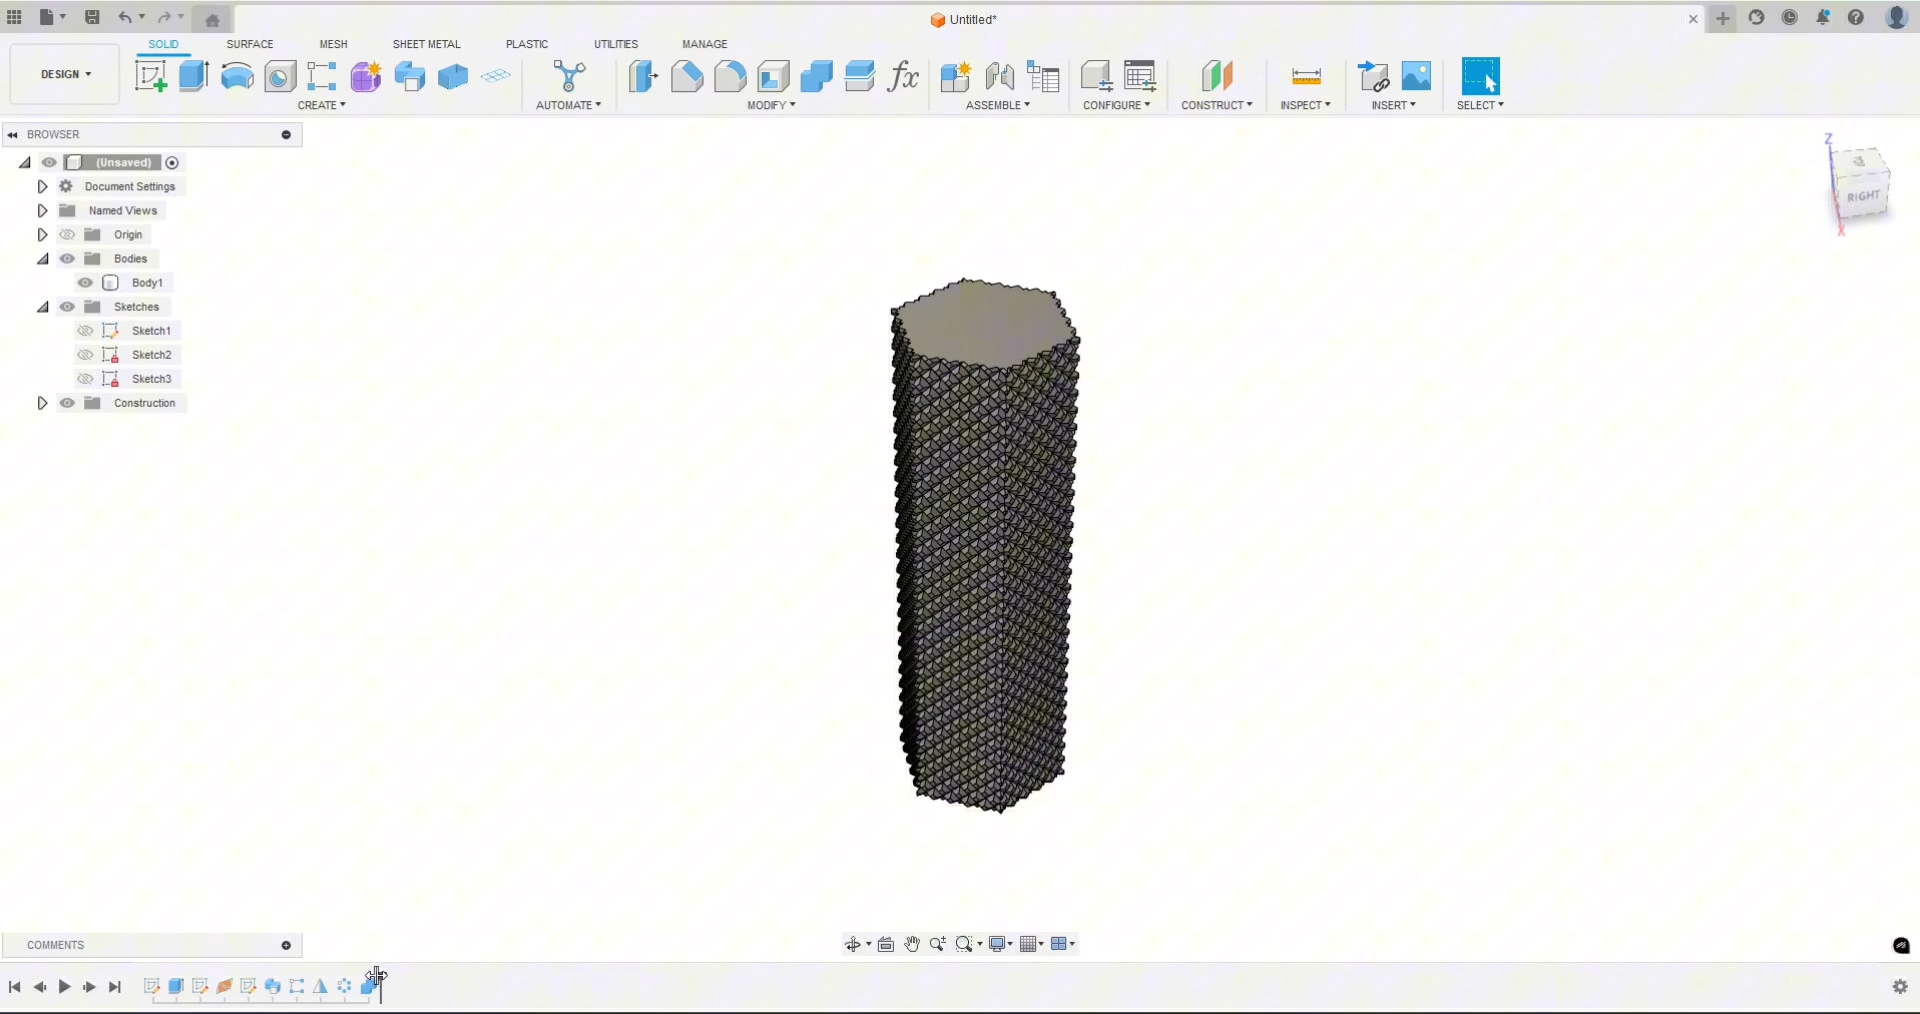 Untitled*
SOLID SURFACE MESH SHEET METAL PLASTIC UTILITIES MANAGE
DESIGN
fx
CREATE AUTOMATE MODIFY ASSEMBLE CONFIGURE CONSTRUCT INSPECT INSERT SELECT
BROWSER
(Unsaved)
Document Settings
Named Views
Origin
Bodies
Body1
Sketches
Sketch1
Sketch2
Sketch3
Construction
Z
RIGHT
X
COMMENTS